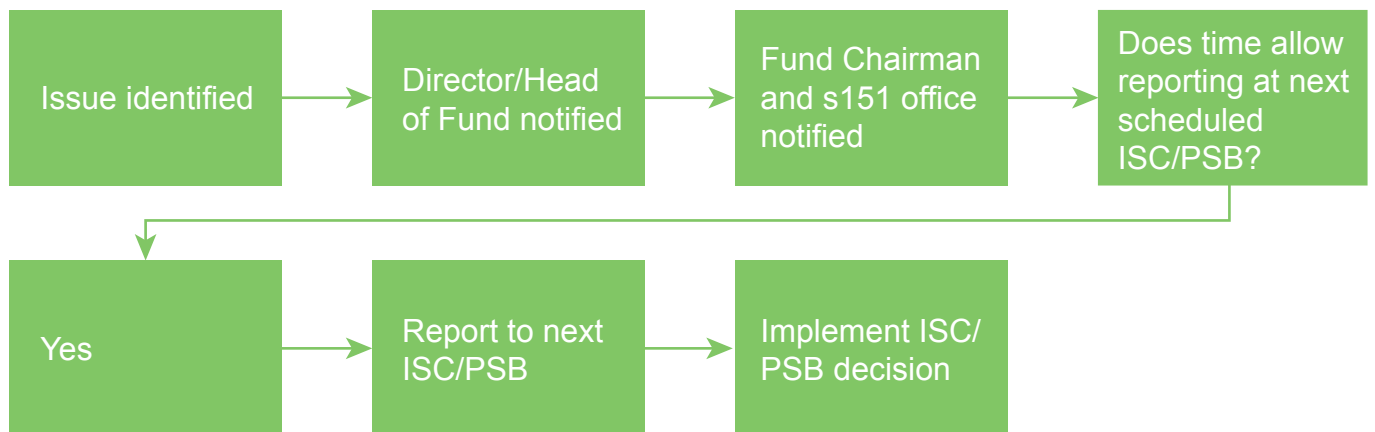 Issue identified
Director/Head
of Fund notified
Fund Chairman
and s151 office
notified
Does time allow
reporting at next
scheduled
ISC/PSB?
Yes
Report to next
ISC/PSB
Implement ISC/
PSB decision